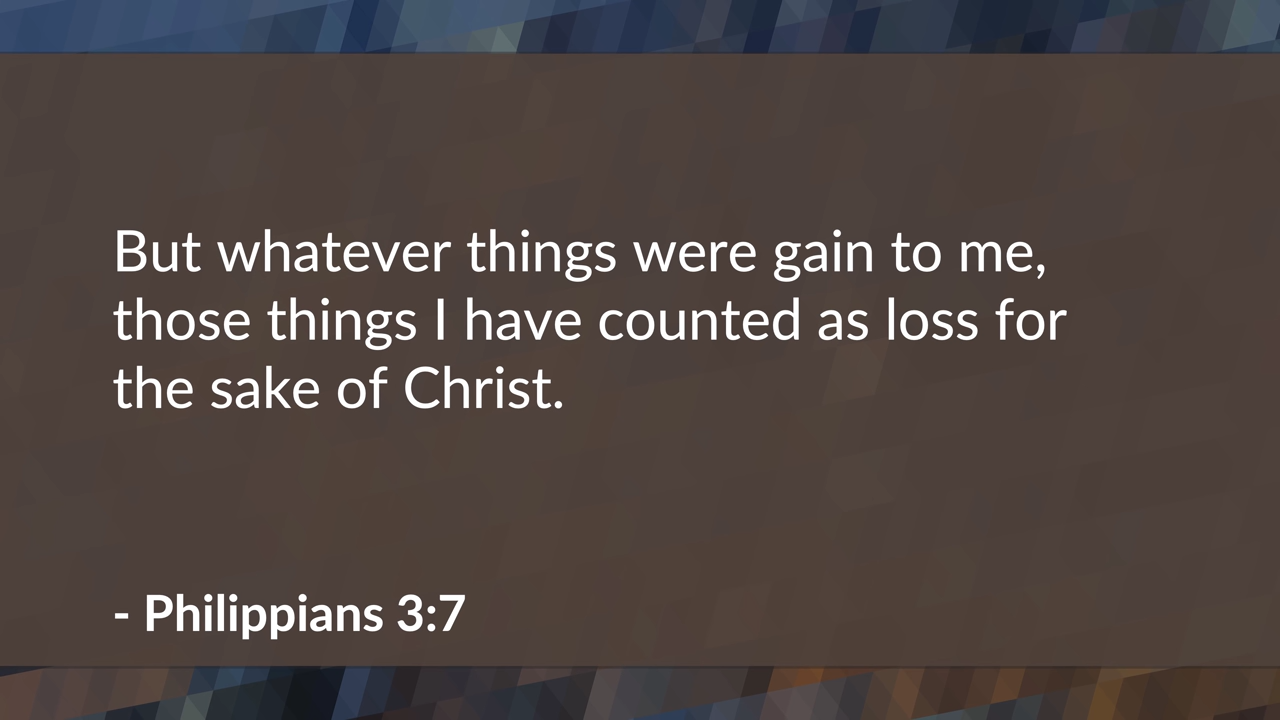 But whatever things were gain to me,
those things I have counted as loss for
the sake of Christ.
- Philippians 3:7